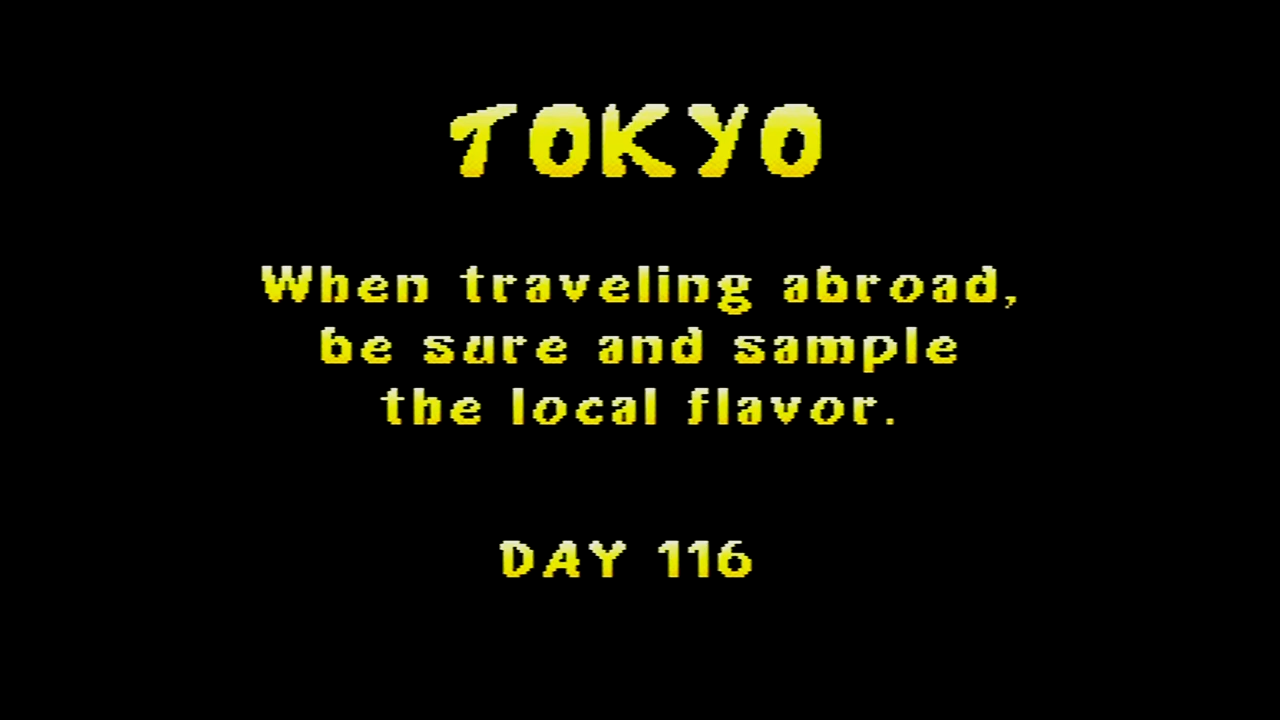 TOKYO
When traveling abroad,
be sure and sample
the local flavor.
DAY 116